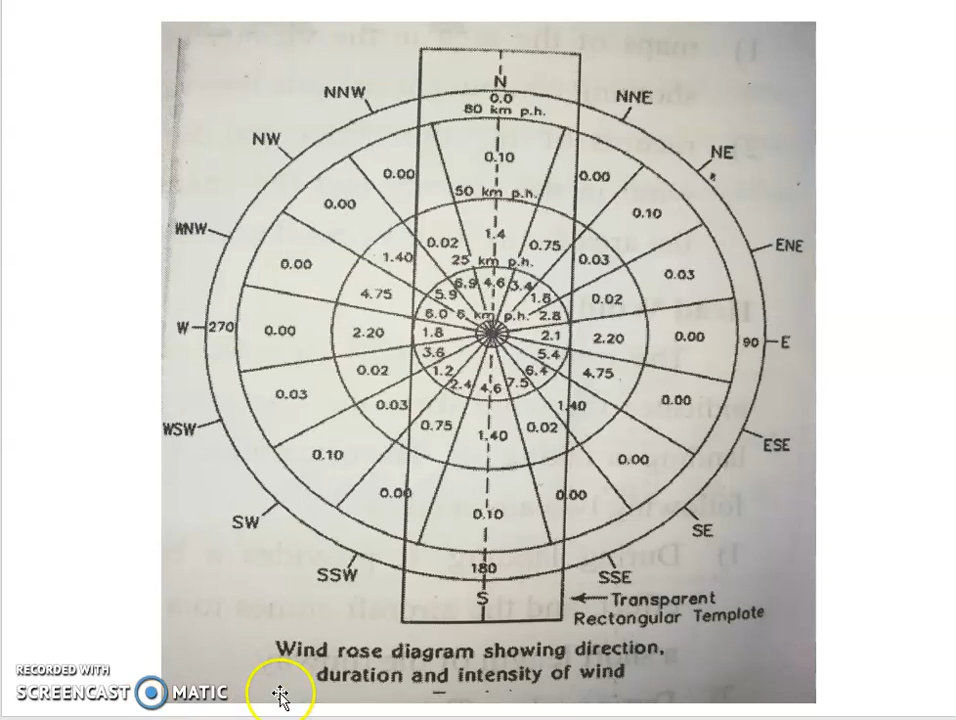 N
0.0
80 km p.h.
NNW
NNE
NW
NE
0.10
0.00
0.00
50 km p.h.
0.00
0.10
WNW
ENE
1.4
0.02
0.75
1.40
25 km p.h.
0.03
0.00
0.03
6.9
4.6
3.4
4.75
5.9
1.8
0.02
6.0
6 km p.h.
2.8
W
270
0.00
2.20
1.8
2.1
2.20
0.00
90
E
3.6
5.4
0.02
1.2
6.4
4.75
2.4
4.6
7.5
0.03
0.03
1.40
0.00
0.75
1.40
0.02
WSW
ESE
0.10
0.00
0.00
0.00
0.10
SW
SE
180
SSW
SSE
S
Transparent
Rectangular Template
Wind rose diagram showing direction,
duration and intensity of wind
RECORDED WITH
SCREENCAST MATIC